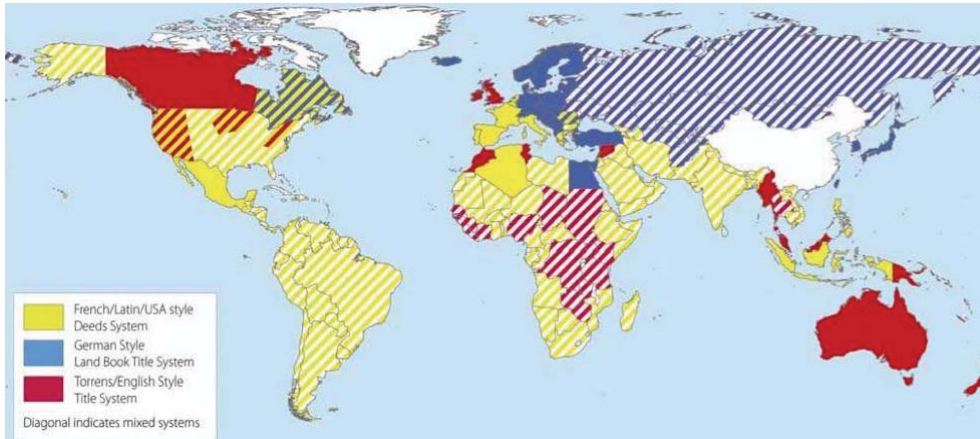 French/Latin/USA style
Deeds System
German Style
Land Book Title System
Torrens/English Style
Title System
Diagonal indicates mixed systems